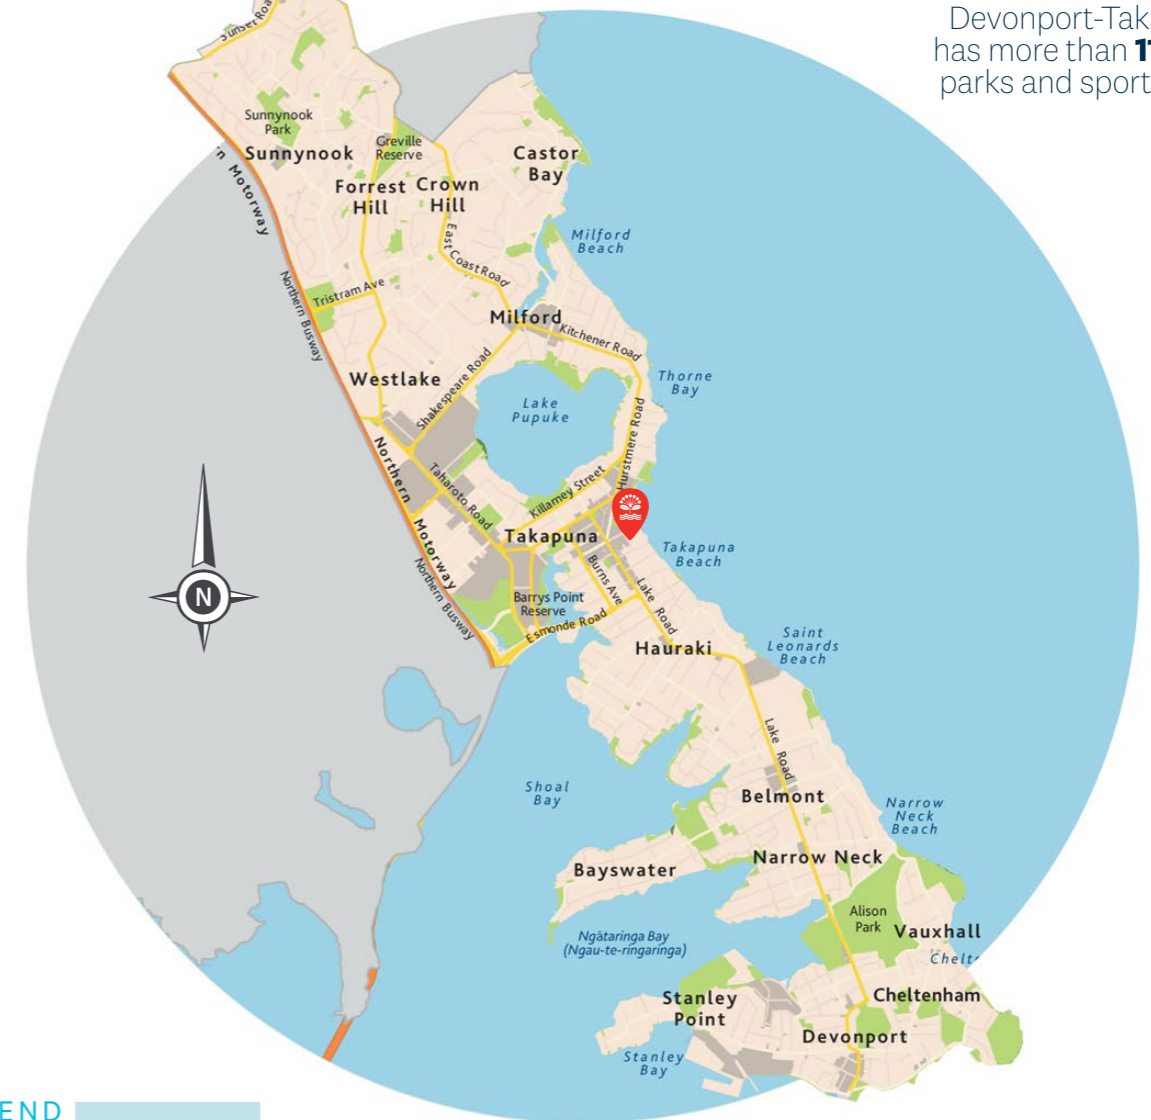 Devonport-Tak
has more than
parks and sport
Sunset
Sunnynook
Park
Sunnynook
Greville
Reserve
Castor
Bay
Forrest
Hill
Crown
Hill
Motorway
Milford
Beach
East Coast Road
Northern Busway
Tristram Ave
Milford
Kitchener Road
Westlake
Shakespeare Road
Thorne
Bay
Lake
Pupuke
Hurstmere Road
Northern Motorway
Taharoto Road
Killarney Street
Takapuna
Takapuna
Beach
Northern Busway
Burns Ave
Lake Road
Barrys Point
Reserve
Esmonde Road
N
Hauraki
Saint
Leonards
Beach
Lake Road
Shoal
Bay
Belmont
Narrow
Neck
Beach
Narrow Neck
Bayswater
Alison
Park
Vauxhall
Ngātaringa Bay
(Ngau-te-ringaringa)
Chelt
Stanley
Point
Cheltenham
Devonport
Stanley
Bay
END